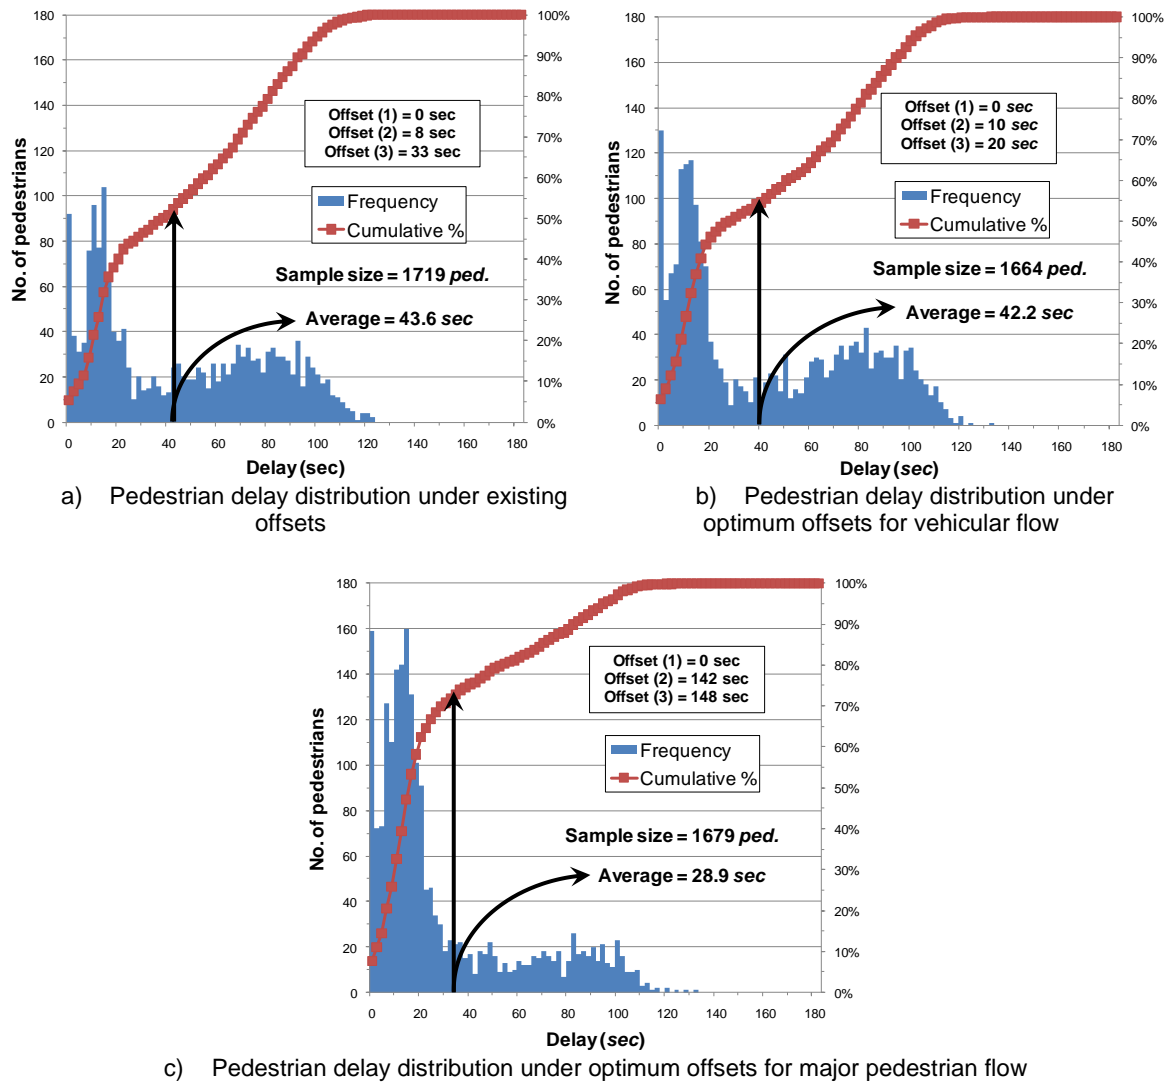 No. of pedestrians
180
160
140
120
100
80
60
40
20
0
100%
90%
80%
70%
60%
50%
40%
30%
20%
10%
0%
0 20 40 60 80 100 120 140 160 180
Delay (sec)
Offset (1) = 0 sec
Offset (2) = 8 sec
Offset (3) = 33 sec
Frequency
Cumulative %
Sample size = 1719 ped.
Average = 43.6 sec
a) Pedestrian delay distribution under existing
offsets
No. of pedestrians
180
160
140
120
100
80
60
40
20
0
100%
90%
80%
70%
60%
50%
40%
30%
20%
10%
0%
0 20 40 60 80 100 120 140 160 180
Delay (sec)
Offset (1) = 0 sec
Offset (2) = 10 sec
Offset (3) = 20 sec
Frequency
Cumulative %
Sample size = 1664 ped.
Average = 42.2 sec
b) Pedestrian delay distribution under
optimum offsets for vehicular flow
No. of pedestrians
180
160
140
120
100
80
60
40
20
0
100%
90%
80%
70%
60%
50%
40%
30%
20%
10%
0%
0 20 40 60 80 100 120 140 160 180
Delay (sec)
Offset (1) = 0 sec
Offset (2) = 142 sec
Offset (3) = 148 sec
Frequency
Cumulative %
Sample size = 1679 ped.
Average = 28.9 sec
c) Pedestrian delay distribution under optimum offsets for major pedestrian flow